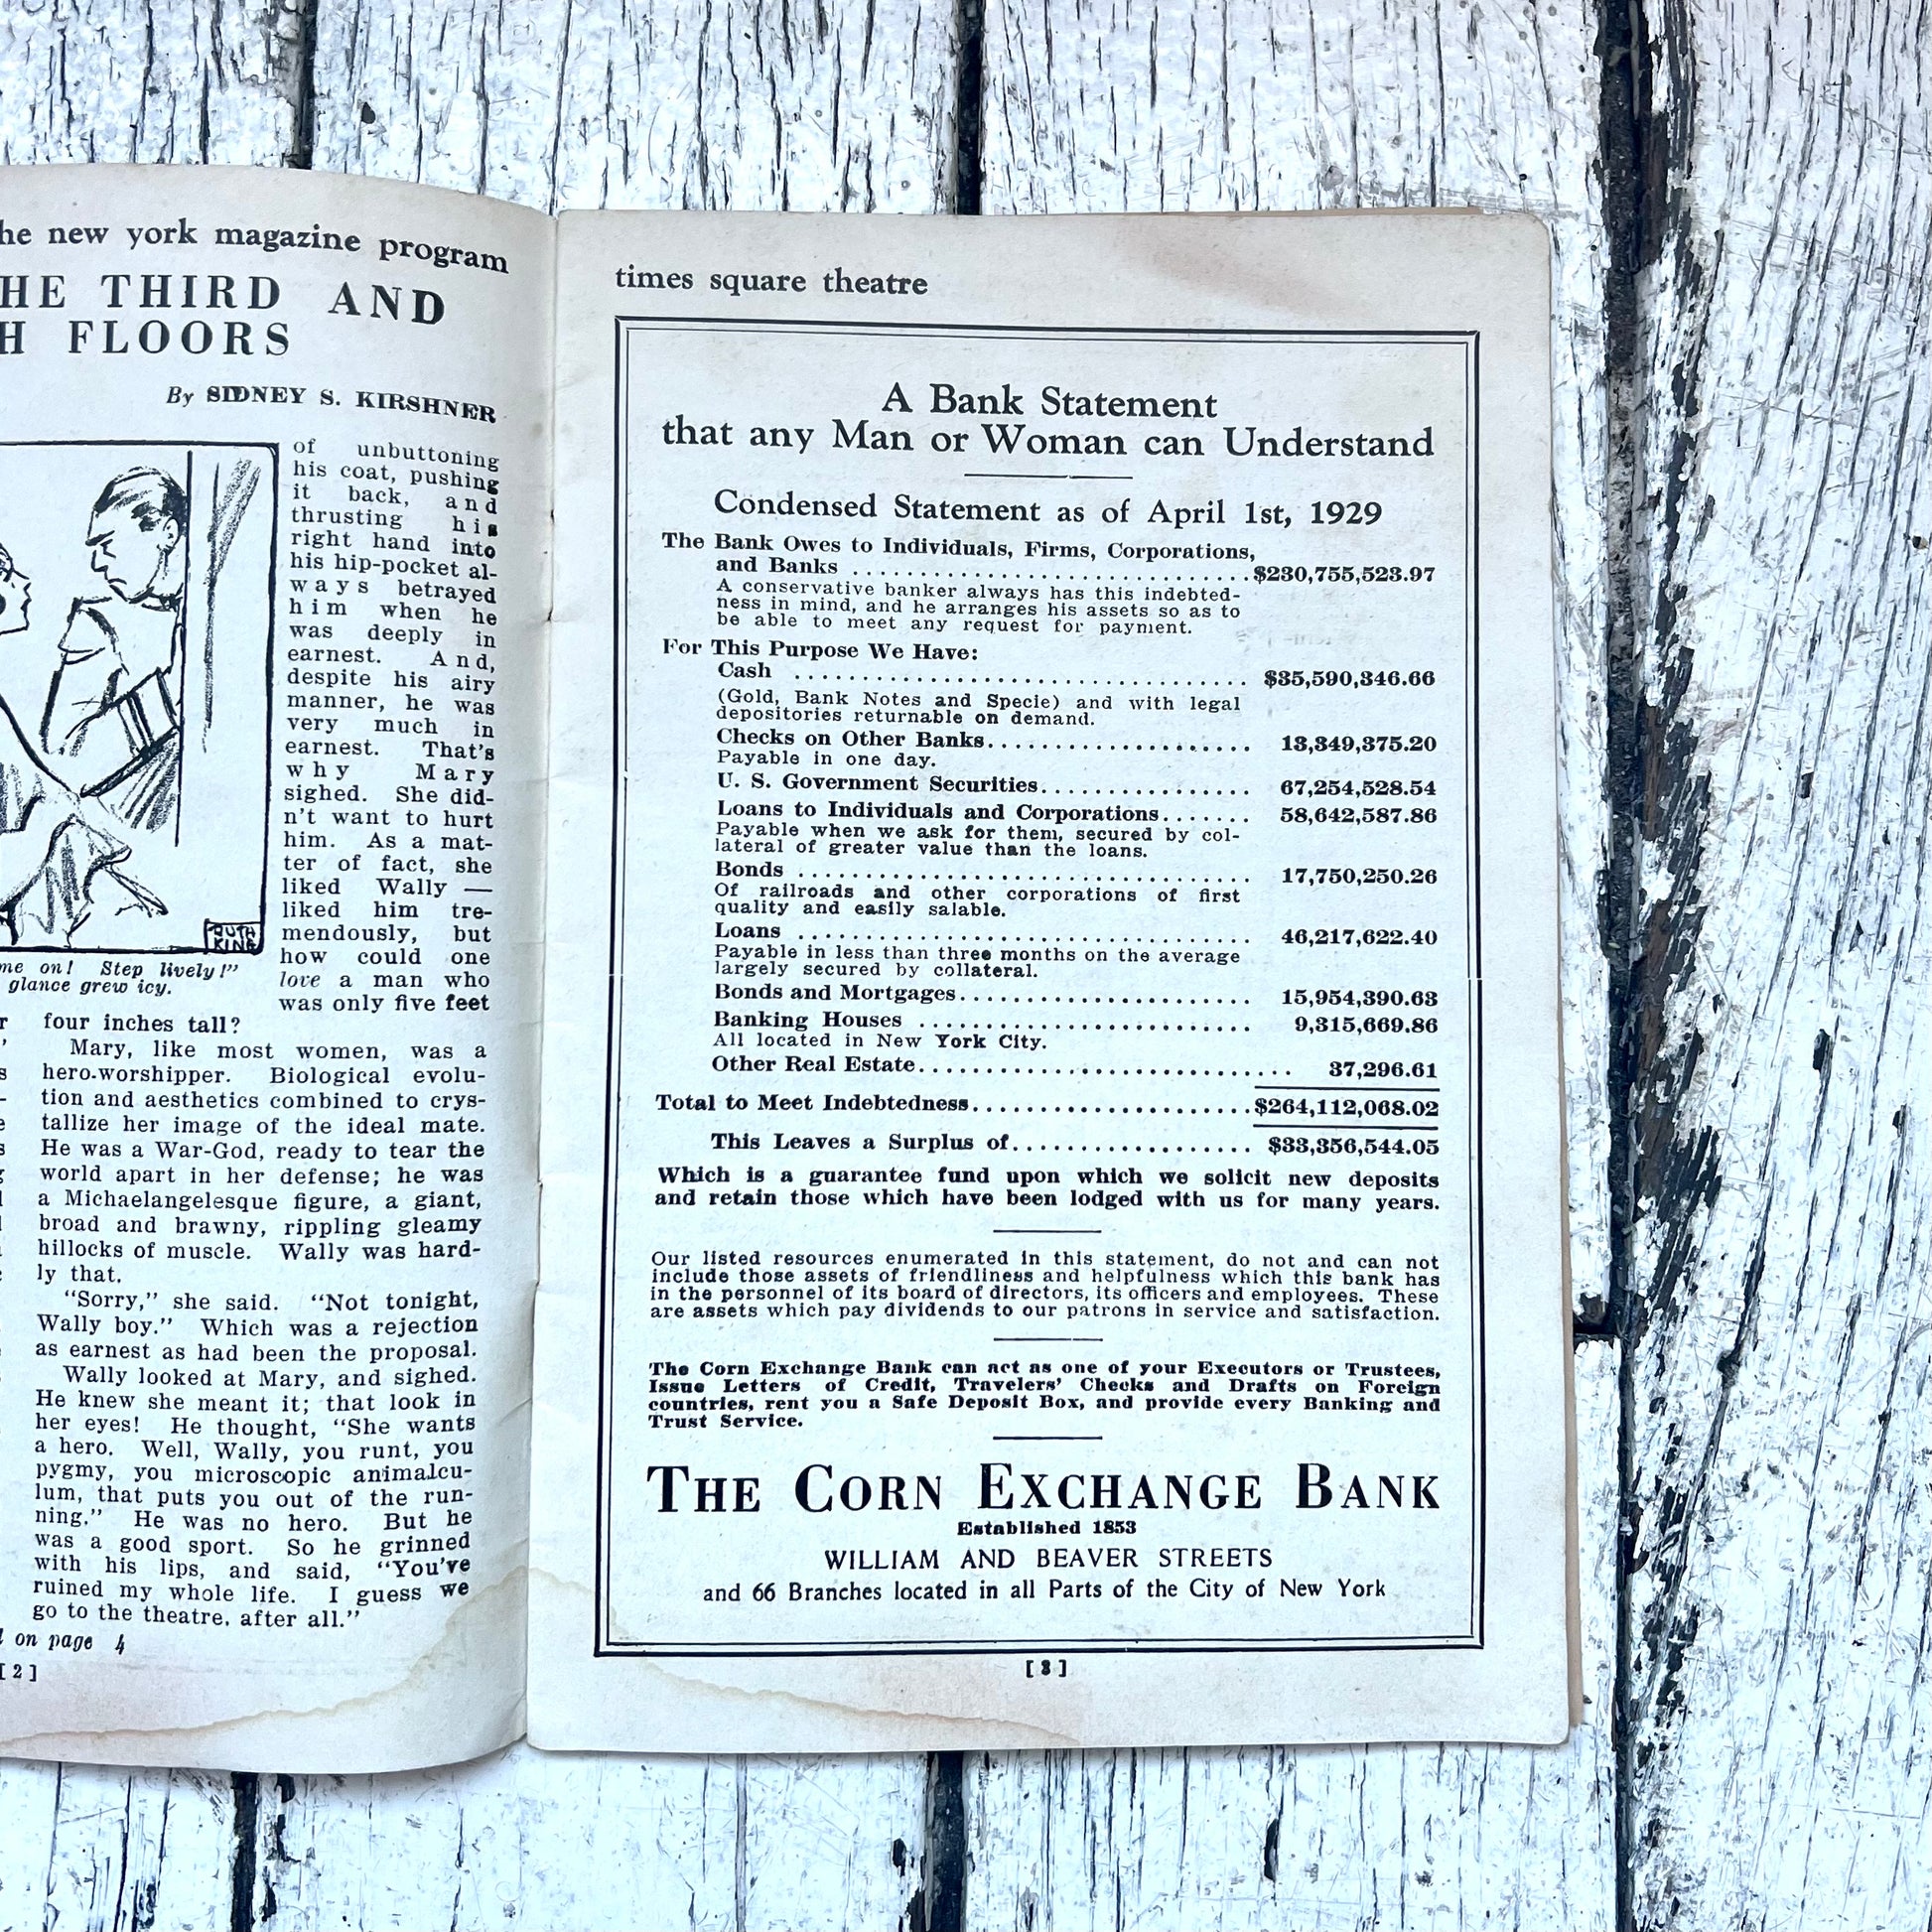 he new york magazine program
HE THIRD AND
H FLOORS
By SIDNEY S. KIRSHNER
of unbuttoning
his coat, pushing
it back, and
thrusting his
right hand into
his hip-pocket al-
ways betrayed
him when he
was deeply in
earnest. And,
despite his airy
manner, he was
very much in
earnest. That's
why Mary
sighed. She did-
n't want to hurt
him. As a mat-
ter of fact, she
liked Wally —
liked him tre-
mendously, but
how could one
love a man who
was only five feet
RUTH
KING
me on! Step lively!"
glance grew icy.
four inches tall?
Mary, like most women, was a
hero-worshipper. Biological evolu-
tion and aesthetics combined to crys-
tallize her image of the ideal mate.
He was a War-God, ready to tear the
world apart in her defense; he was
a Michaelangelesque figure, a giant,
broad and brawny, rippling gleamy
hillocks of muscle. Wally was hard-
ly that.
"Sorry," she said. "Not tonight,
Wally boy." Which was a rejection
as earnest as had been the proposal.
Wally looked at Mary, and sighed.
He knew she meant it; that look in
her eyes! He thought, "She wants
a hero. Well, Wally, you runt, you
pygmy, you microscopic animalcu-
lum, that puts you out of the run-
ning." He was no hero. But he
was a good sport. So he grinned
with his lips, and said, "You've
ruined my whole life. I guess we
go to the theatre, after all."
on page 4
[ 2 ]
times square theatre
A Bank Statement
that any Man or Woman can Understand
Condensed Statement as of April 1st, 1929
The Bank Owes to Individuals, Firms, Corporations,
and Banks ..............................$230,755,523.97
A conservative banker always has this indebted-
ness in mind, and he arranges his assets so as to
be able to meet any request for payment.
For This Purpose We Have:
Cash .................................. $35,590,346.66
(Gold, Bank Notes and Specie) and with legal
depositories returnable on demand.
Checks on Other Banks.................... 13,349,375.20
Payable in one day.
U. S. Government Securities................ 67,254,528.54
Loans to Individuals and Corporations....... 58,642,587.86
Payable when we ask for them, secured by col-
lateral of greater value than the loans.
Bonds .................................. 17,750,250.26
Of railroads and other corporations of first
quality and easily salable.
Loans .................................. 46,217,622.40
Payable in less than three months on the average
largely secured by collateral.
Bonds and Mortgages...................... 15,954,390.63
Banking Houses ......................... 9,315,669.86
All located in New York City.
Other Real Estate............................ 37,296.61
Total to Meet Indebtedness.....................$264,112,068.02
This Leaves a Surplus of.................. $33,356,544.05
Which is a guarantee fund upon which we solicit new deposits
and retain those which have been lodged with us for many years.
Our listed resources enumerated in this statement, do not and can not
include those assets of friendliness and helpfulness which this bank has
in the personnel of its board of directors, its officers and employees. These
are assets which pay dividends to our patrons in service and satisfaction.
The Corn Exchange Bank can act as one of your Executors or Trustees,
Issue Letters of Credit, Travelers' Checks and Drafts on Foreign
countries, rent you a Safe Deposit Box, and provide every Banking and
Trust Service.
THE CORN EXCHANGE BANK
Established 1853
WILLIAM AND BEAVER STREETS
and 66 Branches located in all Parts of the City of New York
[ 3 ]